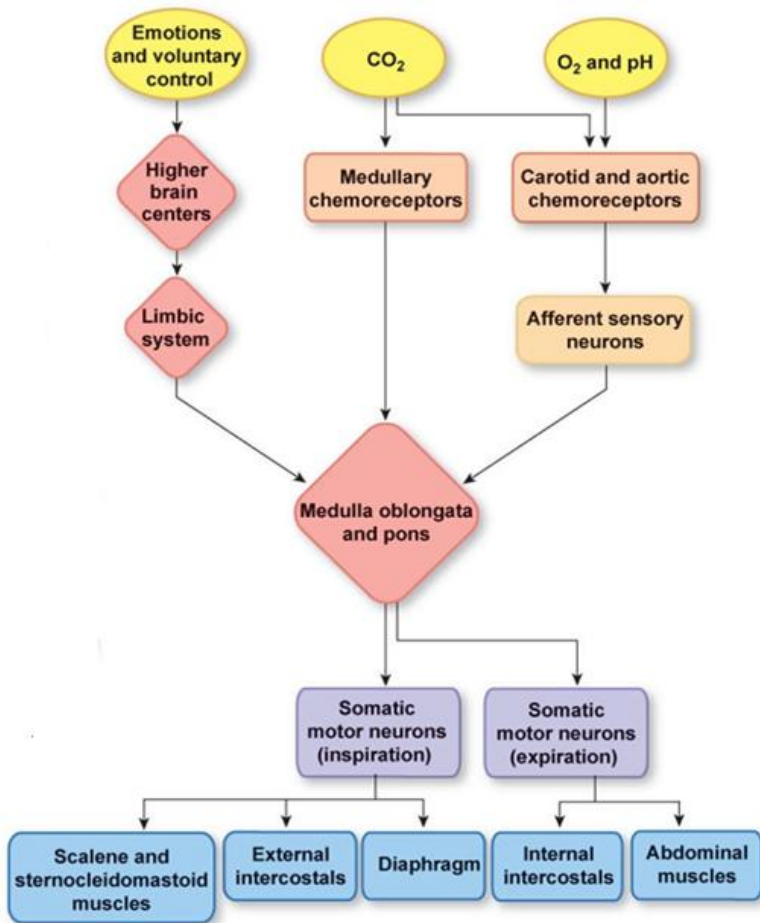 Emotions
and voluntary
control
CO₂
O₂ and pH
Higher
brain
centers
Medullary
chemoreceptors
Carotid and aortic
chemoreceptors
Limbic
system
Afferent sensory
neurons
Medulla oblongata
and pons
Somatic
motor neurons
(inspiration)
Somatic
motor neurons
(expiration)
Scalene and
sternocleidomastoid
muscles
External
intercostals
Diaphragm
Internal
intercostals
Abdominal
muscles